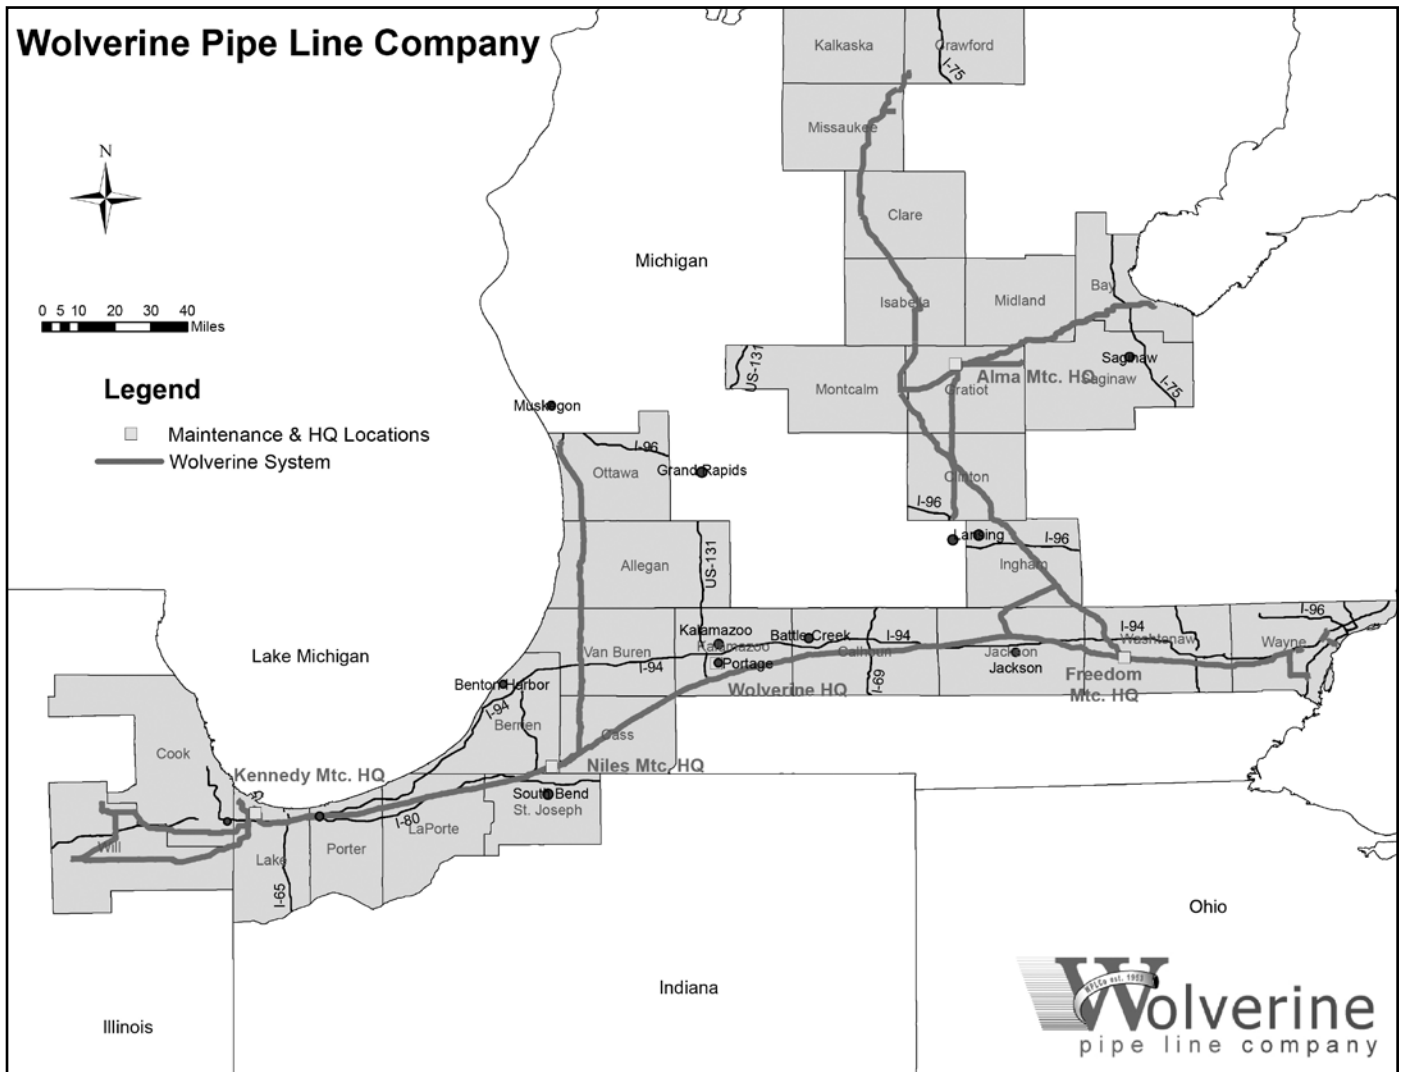 Wolverine Pipe Line Company
Kalkaska
Crawford
I-75
Missaukee
N
Clare
Michigan
Bay
Isabella
Midland
0 5 10 20 30 40
Miles
US-131
Saginaw
Alma Mtc. HQ
Saginaw
I-75
Legend
Montcalm
Gratiot
Muskegon
Maintenance & HQ Locations
Wolverine System
I-96
Ottawa
Grand Rapids
Clinton
I-96
Lansing
I-96
Allegan
US-131
Ingham
I-96
Kalamazoo
Battle Creek
I-94
I-94
Washtenaw
Wayne
Lake Michigan
Van Buren
Kalamazoo
Calhoun
Jackson
I-94
Portage
Jackson
Benton Harbor
Wolverine HQ
I-69
Freedom
Mtc. HQ
I-94
Berrien
Cass
Cook
Kennedy Mtc. HQ
Niles Mtc. HQ
South Bend
St. Joseph
I-80
LaPorte
Will
Lake
Porter
I-65
Ohio
Indiana
Illinois
WPLCo est. 1953
Wolverine
pipe line company